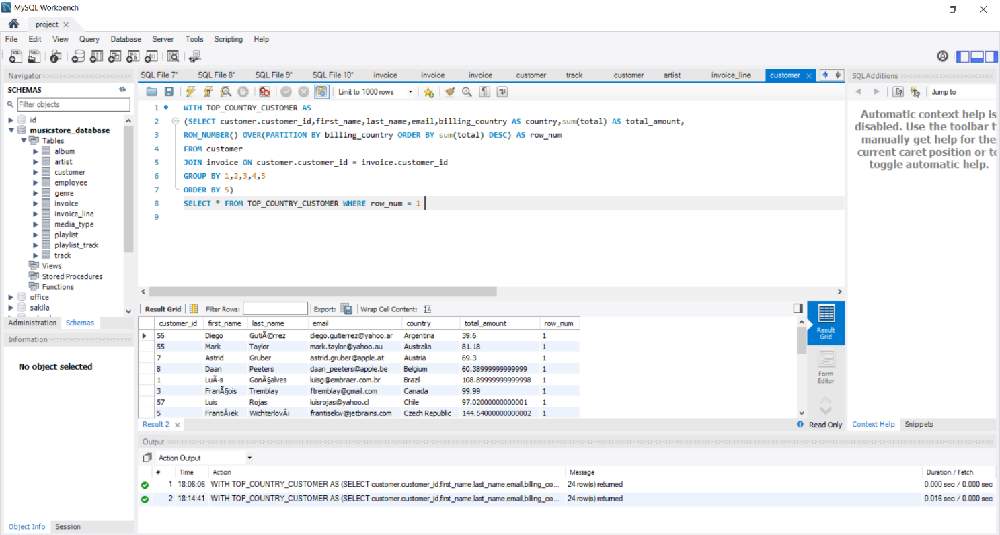 MySQL Workbench
project
File Edit View Query Database Server Tools Scripting Help
Navigator
SCHEMAS
Filter objects
id
musicstore_database
Tables
album
artist
customer
employee
genre
invoice
invoice_line
media_type
playlist
playlist_track
track
Views
Stored Procedures
Functions
office
sakila
Administration Schemas
Information
No object selected
Object Info Session
SQL File 7* SQL File 8* SQL File 9* SQL File 10* invoice invoice invoice customer track customer artist invoice_line customer
Limit to 1000 rows
1 WITH TOP_COUNTRY_CUSTOMER AS
2 (SELECT customer.customer_id,first_name,last_name,email,billing_country AS country,sum(total) AS total_amount,
3 ROW_NUMBER() OVER(PARTITION BY billing_country ORDER BY sum(total) DESC) AS row_num
4 FROM customer
5 JOIN invoice ON customer.customer_id = invoice.customer_id
6 GROUP BY 1,2,3,4,5
7 ORDER BY 5)
8 SELECT * FROM TOP_COUNTRY_CUSTOMER WHERE row_num = 1
9
Result Grid Filter Rows: Export: Wrap Cell Content:
customer_id first_name last_name email country total_amount row_num
56 Diego GutiÃ©rrez diego.gutierrez@yahoo.ar Argentina 39.6 1
55 Mark Taylor mark.taylor@yahoo.au Australia 81.18 1
7 Astrid Gruber astrid.gruber@apple.at Austria 69.3 1
8 Daan Peeters daan_peeters@apple.be Belgium 60.38999999999999 1
1 LuÃ-s GonÃ§alves luisg@embraer.com.br Brazil 108.89999999999998 1
3 FranÃ§ois Tremblay ftremblay@gmail.com Canada 99.99 1
57 Luis Rojas luisrojas@yahoo.cl Chile 97.02000000000001 1
5 FrantiÅ¡ek WichterlovÃ¡ frantisekw@jetbrains.com Czech Republic 144.54000000000002 1
Result Grid
Form Editor
Result 2
Read Only
SQLAdditions
Jump to
Automatic context help is
disabled. Use the toolbar t
manually get help for the
current caret position or to
toggle automatic help.
Context Help Snippets
Output
Action Output
# Time Action Message Duration / Fetch
1 18:06:06 WITH TOP_COUNTRY_CUSTOMER AS (SELECT customer.customer_id,first_name,last_name,email,billing_co... 24 row(s) returned 0.000 sec / 0.000 sec
2 18:14:41 WITH TOP_COUNTRY_CUSTOMER AS (SELECT customer.customer_id,first_name,last_name,email,billing_co... 24 row(s) returned 0.016 sec / 0.000 sec